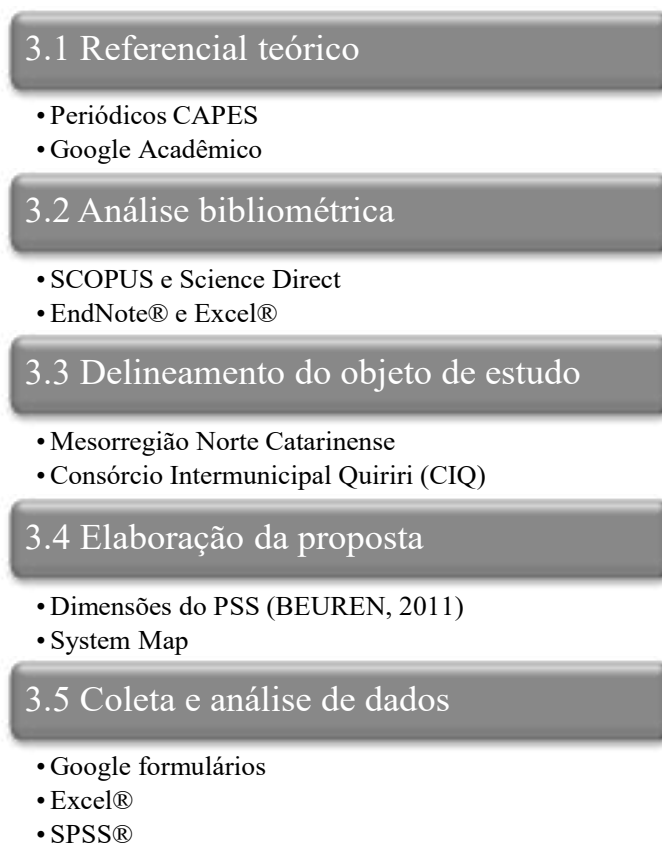 3.1 Referencial teórico
• Periódicos CAPES
• Google Acadêmico
3.2 Análise bibliométrica
• SCOPUS e Science Direct
• EndNote® e Excel®
3.3 Delineamento do objeto de estudo
• Mesorregião Norte Catarinense
• Consórcio Intermunicipal Quiriri (CIQ)
3.4 Elaboração da proposta
• Dimensões do PSS (BEUREN, 2011)
• System Map
3.5 Coleta e análise de dados
• Google formulários
• Excel®
• SPSS®